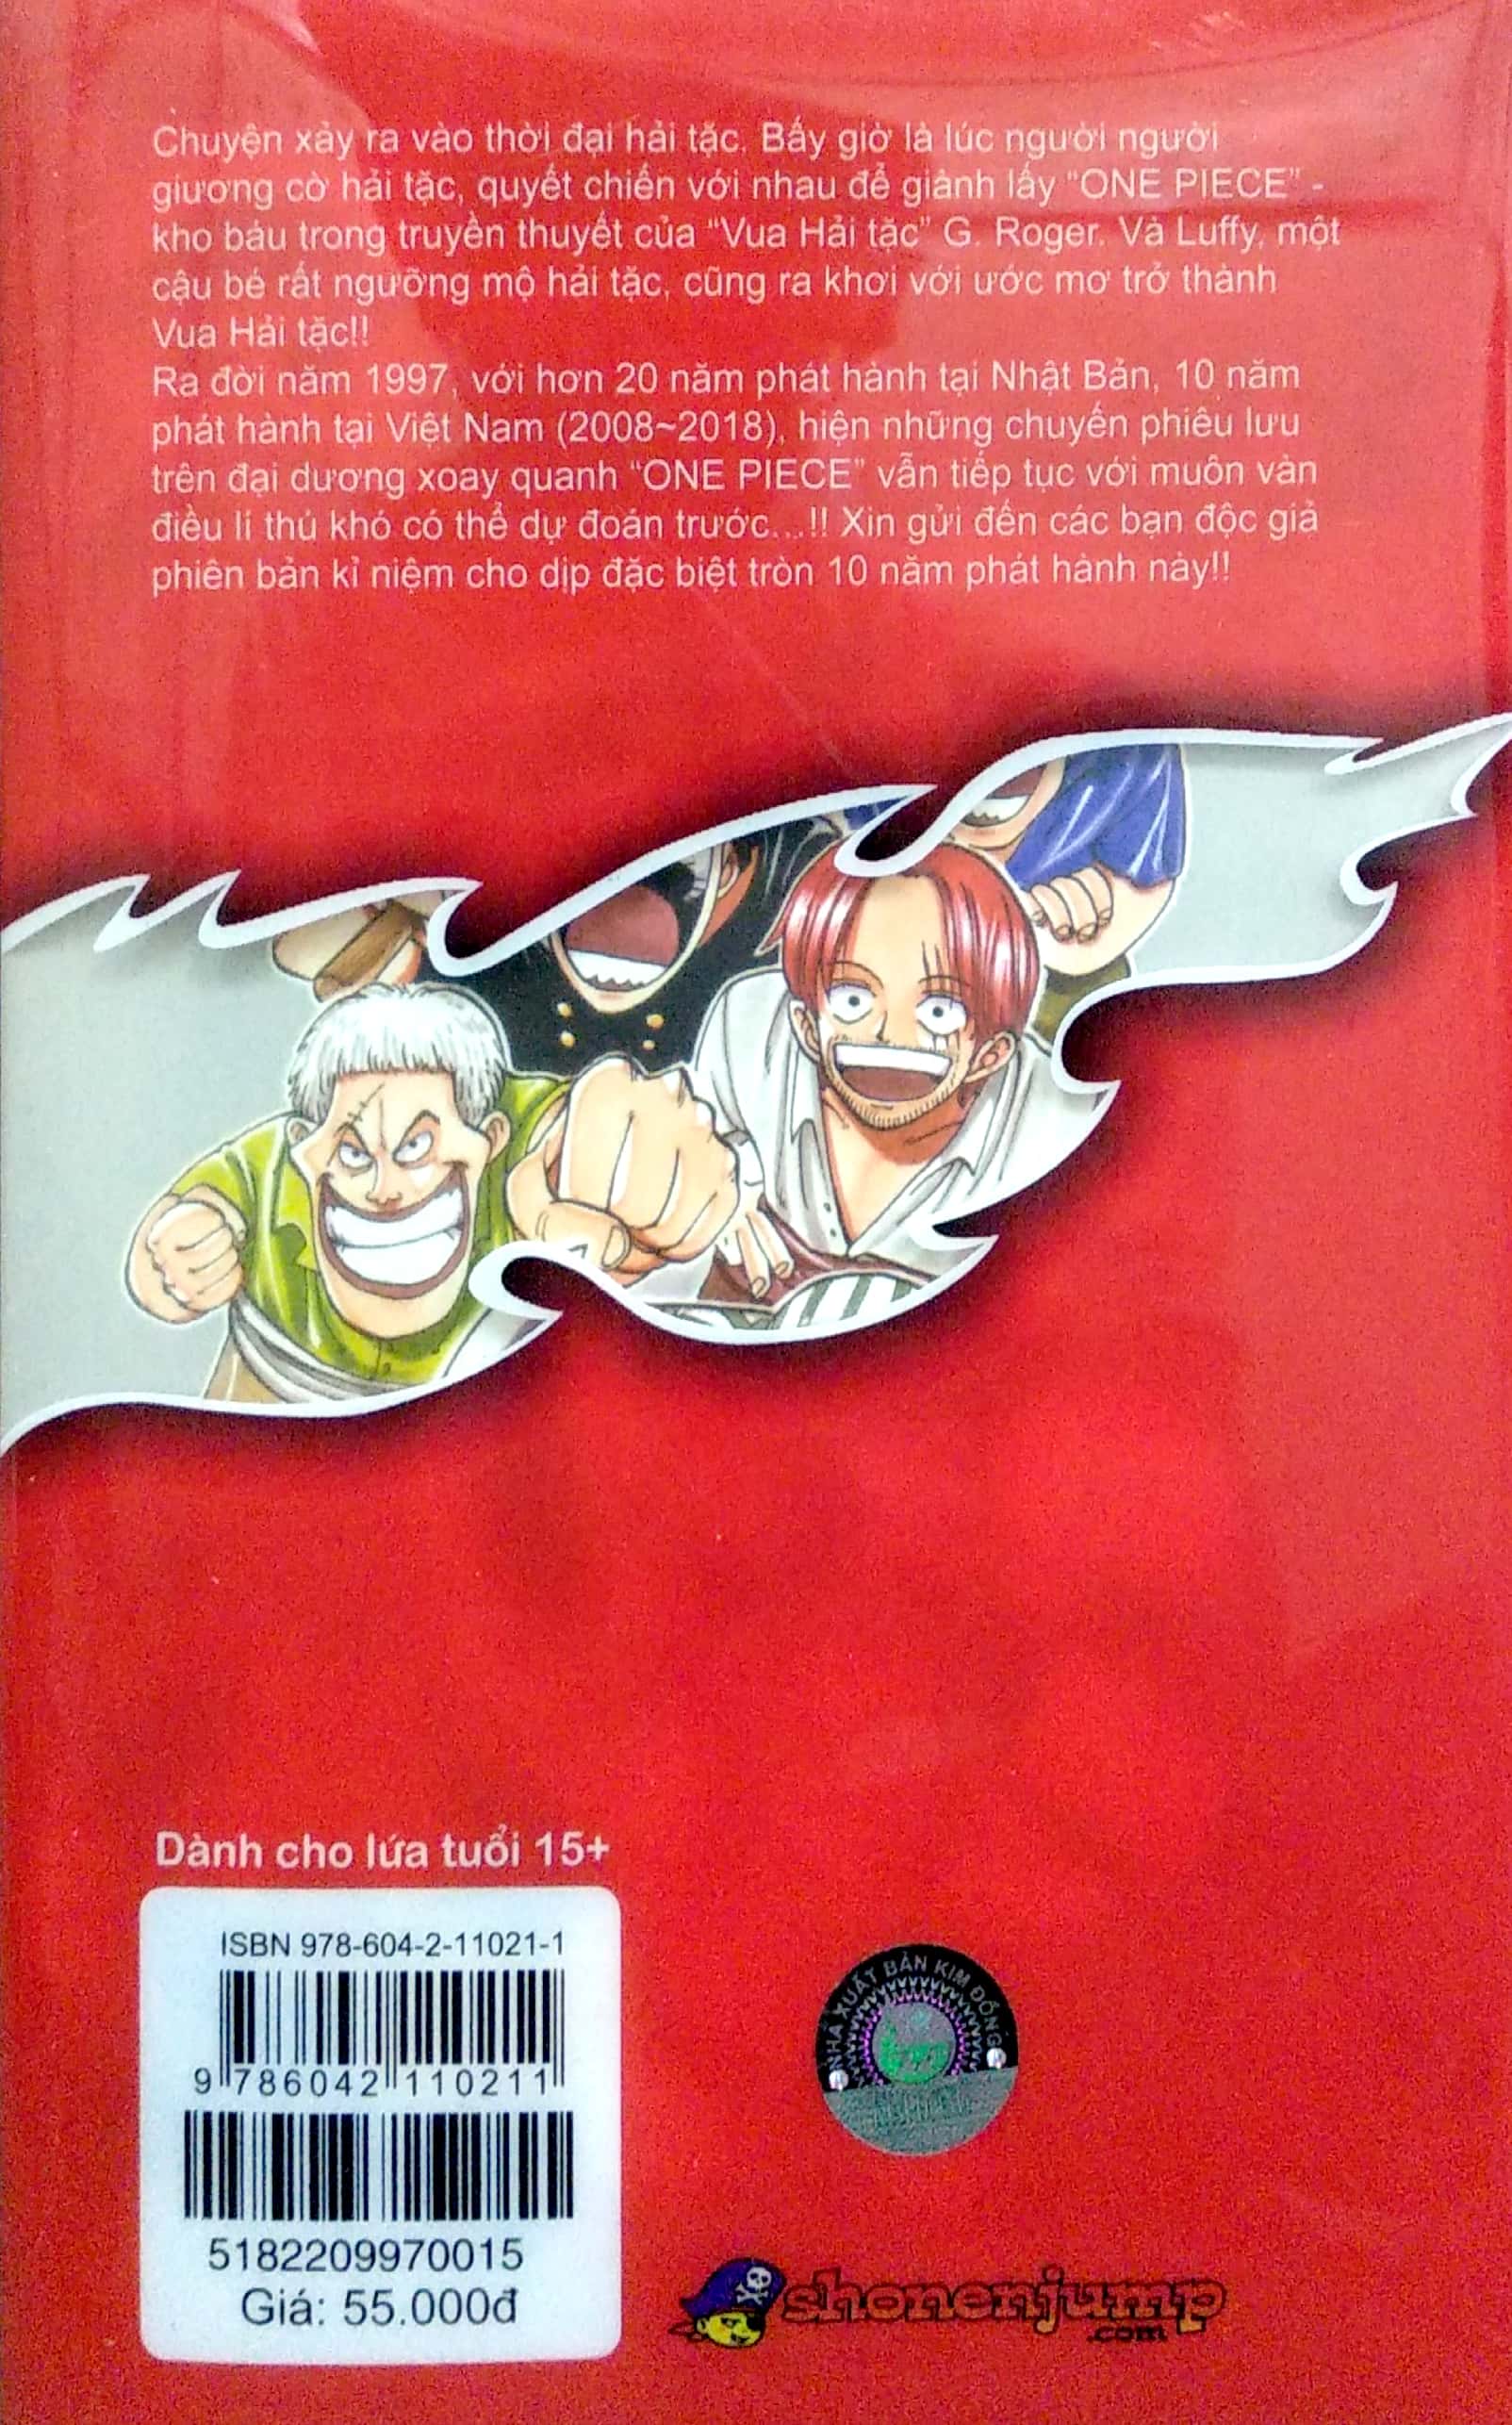 Chuyện xảy ra vào thời đại hải tặc. Bấy giờ là lúc người người
giương cờ hải tặc, quyết chiến với nhau để giành lấy “ONE PIECE” -
kho báu trong truyền thuyết của “Vua Hải tặc” G. Roger. Và Luffy, một
cậu bé rất ngưỡng mộ hải tặc, cũng ra khơi với ước mơ trở thành
Vua Hải tặc!!
Ra đời năm 1997, với hơn 20 năm phát hành tại Nhật Bản, 10 năm
phát hành tại Việt Nam (2008~2018), hiện những chuyến phiêu lưu
trên đại dương xoay quanh “ONE PIECE” vẫn tiếp tục với muôn vàn
điều lí thú khó có thể dự đoán trước...!! Xin gửi đến các bạn độc giả
phiên bản kỉ niệm cho dịp đặc biệt tròn 10 năm phát hành này!!
Dành cho lứa tuổi 15+
ISBN 978-604-2-11021-1
9 786042 110211
5182209970015
Giá: 55.000đ
NHÀ XUẤT BẢN KIM ĐỒNG
shonenjump
.com